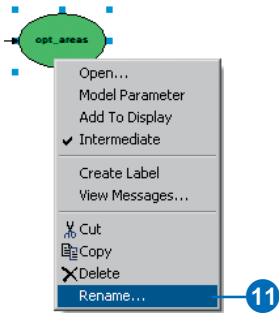 opt_areas
Open...
Model Parameter
Add To Display
Intermediate
Create Label
View Messages...
Cut
Copy
Delete
Rename...
11